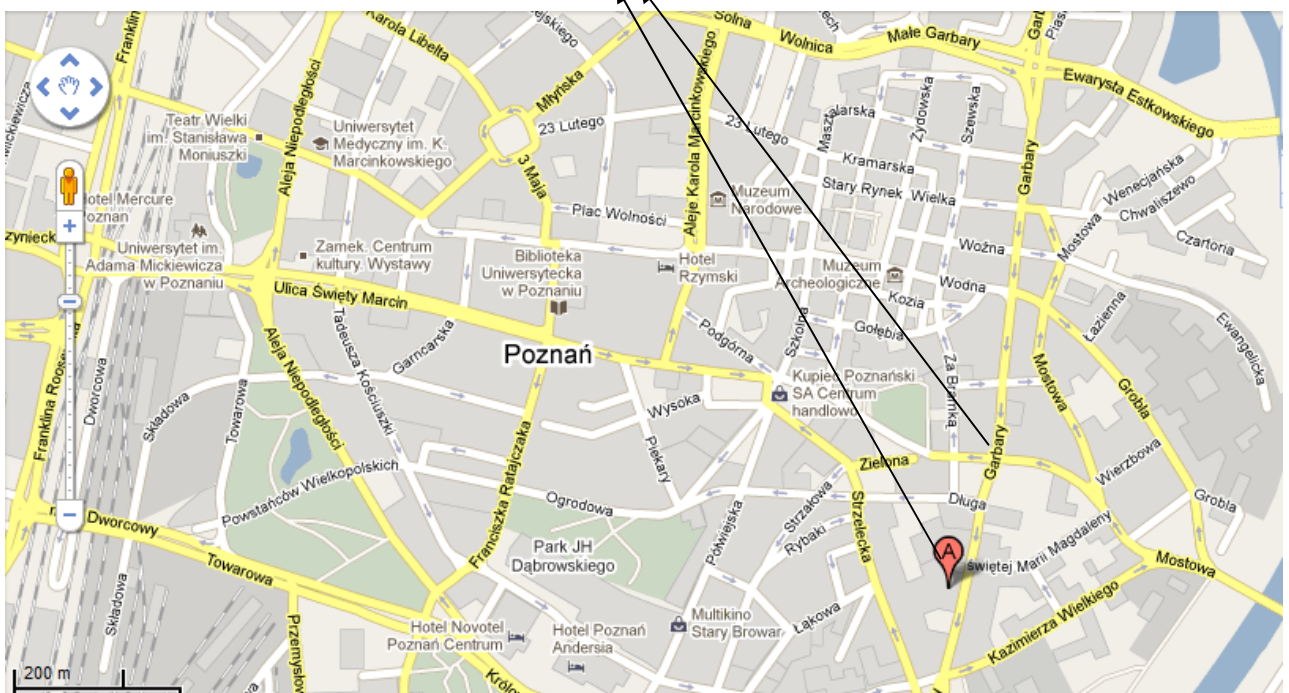 Franklin
Karola Libelta
Solna
Wolnica
Małe Garbary
Ewarysta Estkowskiego
Młyńska
23 Lutego
23 Lutego
Aleja Niepodległości
Teatr Wielki
im. Stanisława
Moniuszki
Uniwersytet
Medyczny im. K.
Marcinkowskiego
3 Maja
Aleje Karola Marcinkowskiego
Żydowska
Szewska
Garbary
Kramarska
Stary Rynek
Wielka
Wenecjańska
Chwaliszewo
Czartoria
Mostowa
Hotel Mercure
Poznan
Uniwersytet im.
Adama Mickiewicza
w Poznaniu
Zamek. Centrum
kultury. Wystawy
Plac Wolności
Muzeum
Narodowe
Biblioteka
Uniwersytecka
w Poznaniu
Hotel
Rzymski
Muzeum
Archeologiczne
Woźna
Wodna
Kozia
Gołębia
Łazienna
Ewangelicka
Ulica Święty Marcin
Poznań
Podgórna
Szkolna
Za Bramką
Kupiec Poznański
SA Centrum
handlowo
Mostowa
Grobla
Tadeusza Kościuszki
Garncarska
Aleja Niepodległości
Dworcowa
Składowa
Towarowa
Wysoka
Piekary
Zielona
Garbary
Wierzbowa
Grobla
Franciszka Ratajczaka
Powstańców Wielkopolskich
Ogrodowa
Półwiejska
Strzałowa
Rybaki
Strzelecka
Długa
A
świętej Marii Magdaleny
Mostowa
Kazimierza Wielkiego
Dworcowy
Towarowa
Składowa
Park JH
Dąbrowskiego
Hotel Novotel
Poznań Centrum
Hotel Poznań
Andersia
Multikino
Stary Browar
Łąkowa
200 m